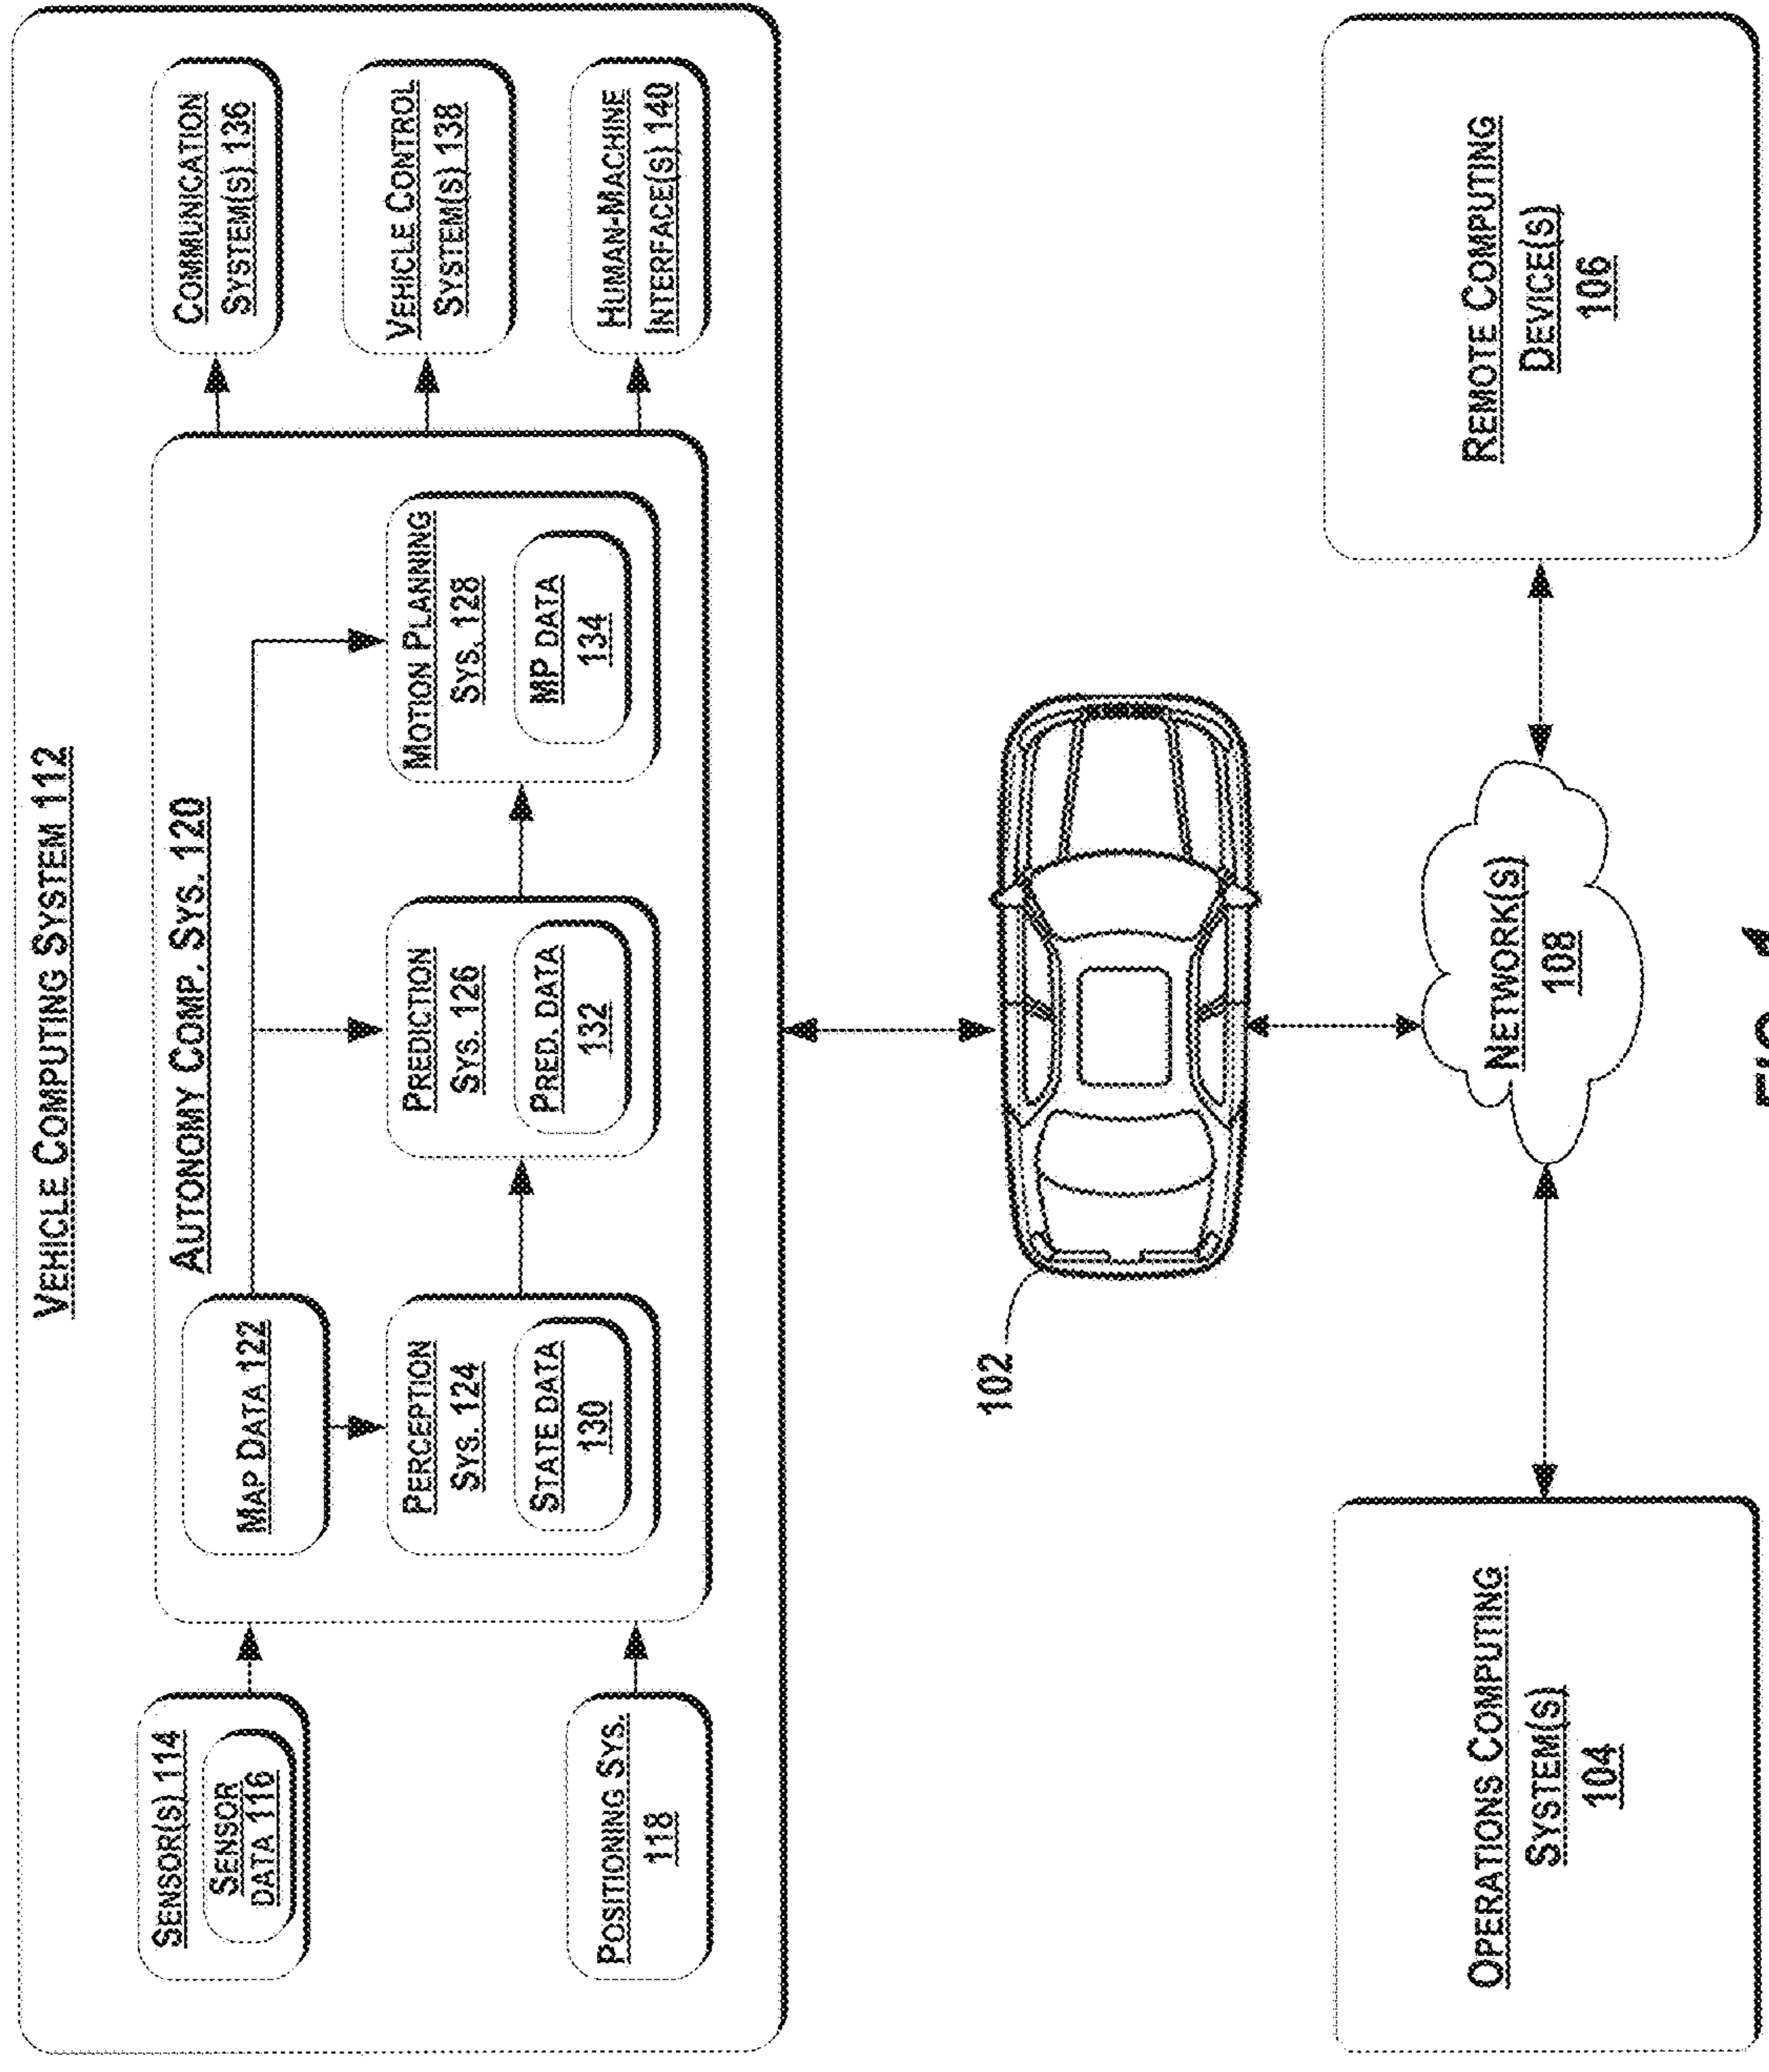 VEHICLE COMPUTING SYSTEM 112
SENSOR(S) 114
SENSOR
DATA 116
POSITIONING SYS.
118
AUTONOMY COMP. SYS. 120
MAP DATA 122
PERCEPTION
SYS. 124
STATE DATA
130
PREDICTION
SYS. 126
PRED. DATA
132
MOTION PLANNING
SYS. 128
MP DATA
134
COMMUNICATION
SYSTEM(S) 136
VEHICLE CONTROL
SYSTEM(S) 138
HUMAN-MACHINE
INTERFACE(S) 140
102
OPERATIONS COMPUTING
SYSTEM(S)
104
NETWORK(S)
108
REMOTE COMPUTING
DEVICE(S)
106